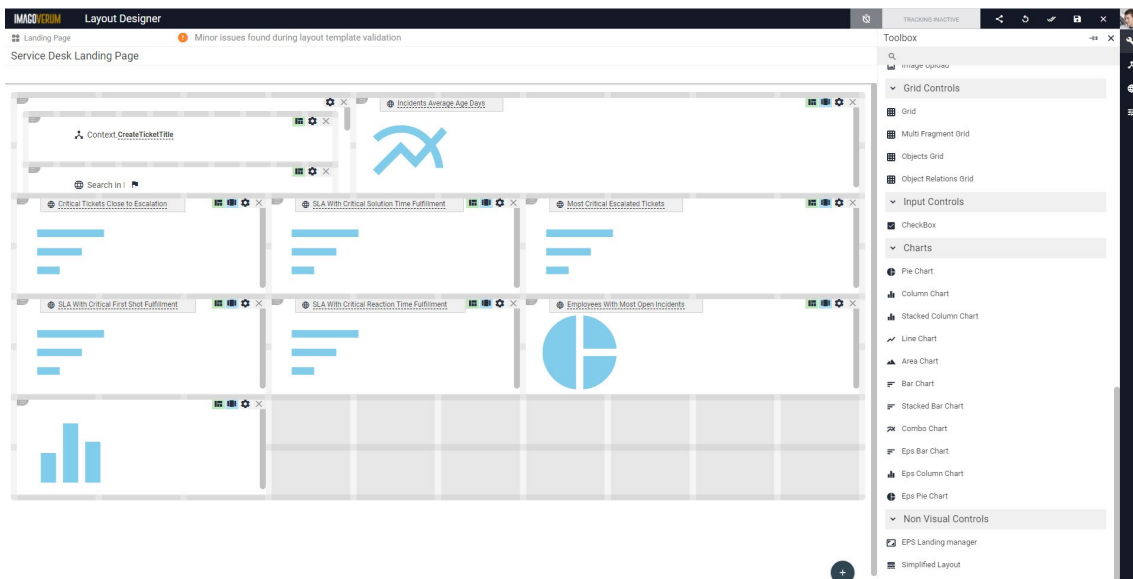 IMAGOVERUM Layout Designer TRACKING INACTIVE
Landing Page Minor issues found during layout template validation
Service Desk Landing Page
Incidents Average Age Days
Context.CreateTicketTitle
Search in
Critical Tickets Close to Escalation SLA With Critical Solution Time Fulfillment Most Critical Escalated Tickets
SLA With Critical First Shot Fulfillment SLA With Critical Reaction Time Fulfillment Employees With Most Open Incidents
Toolbox
Image Upload
Grid Controls
Grid
Multi Fragment Grid
Objects Grid
Object Relations Grid
Input Controls
CheckBox
Charts
Pie Chart
Column Chart
Stacked Column Chart
Line Chart
Area Chart
Bar Chart
Stacked Bar Chart
Combo Chart
Eps Bar Chart
Eps Column Chart
Eps Pie Chart
Non Visual Controls
EPS Landing manager
Simplified Layout